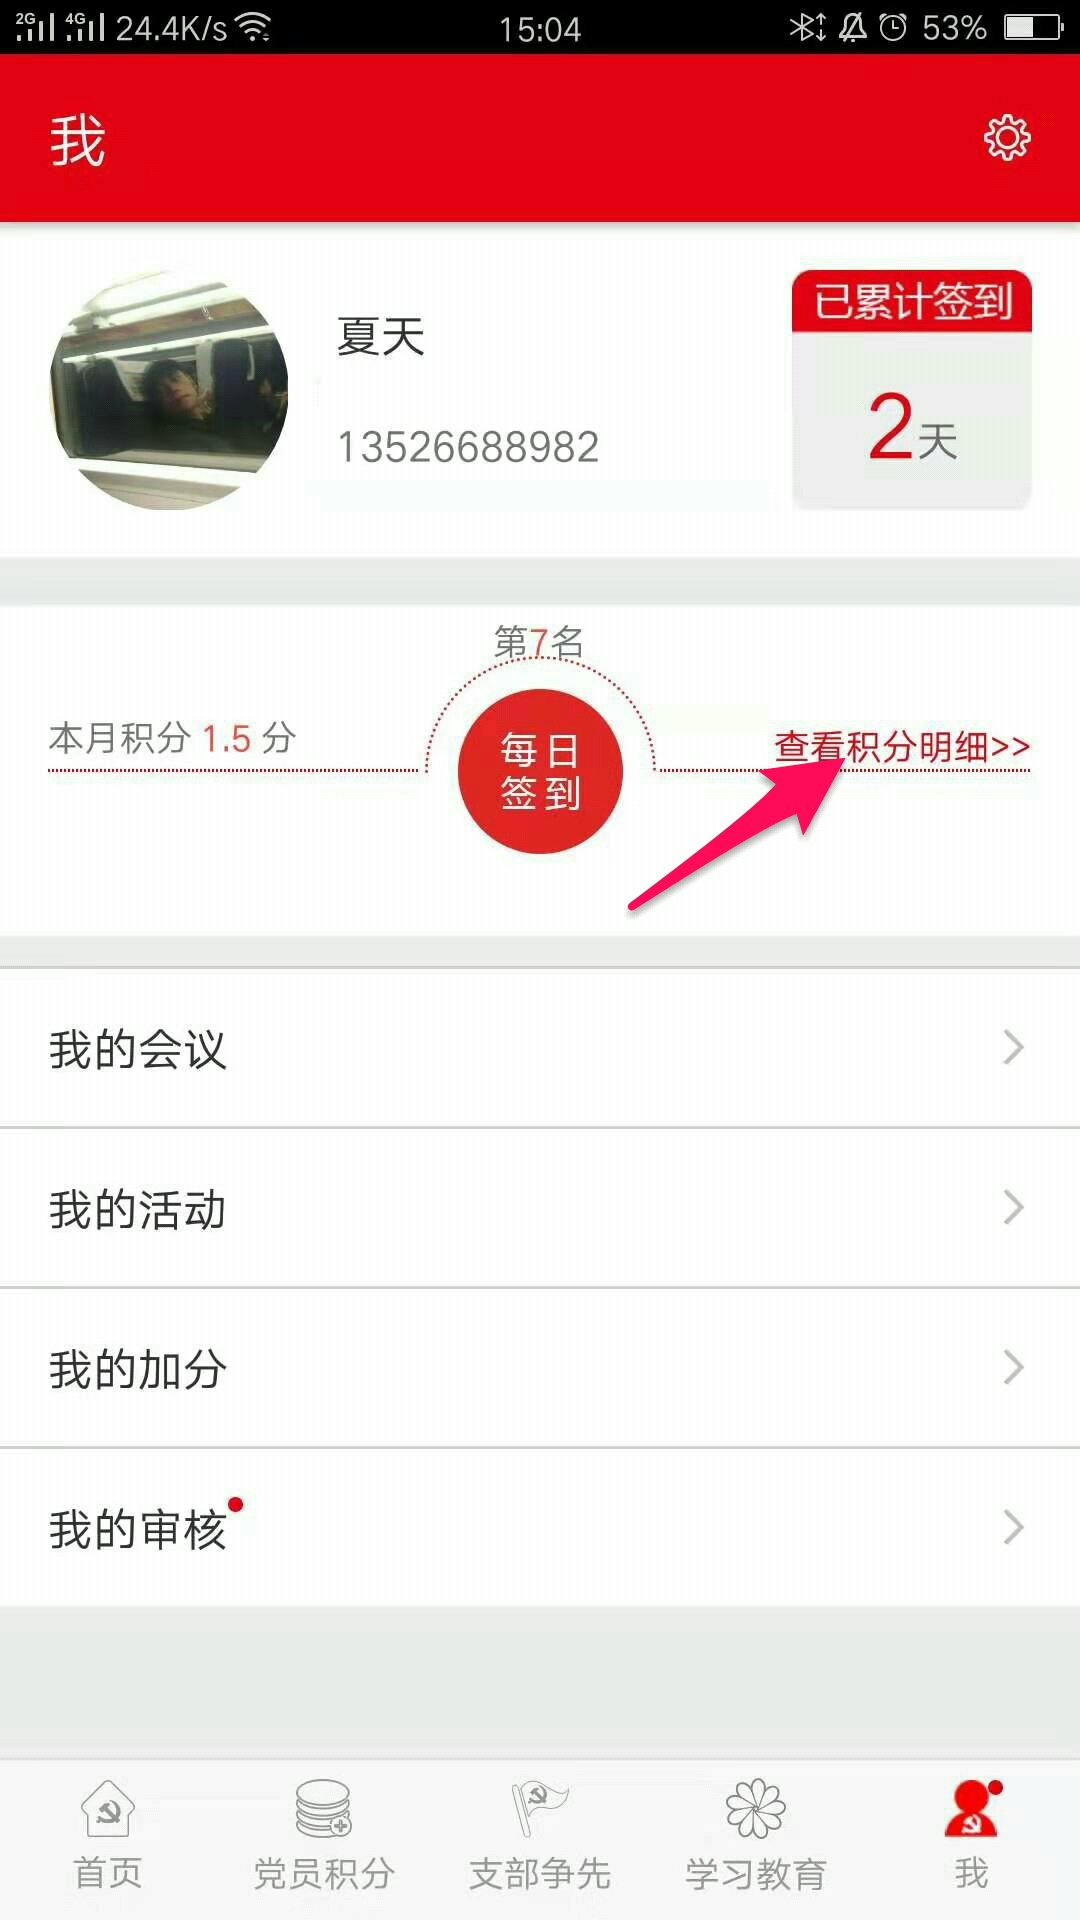 2G 4G 24.4K/s 15:04 53%
我
已累计签到
夏天
2天
13526688982
第7名
本月积分 1.5 分
每日
签到
查看积分明细>>
我的会议
我的活动
我的加分
我的审核
首页 党员积分 支部争先 学习教育 我